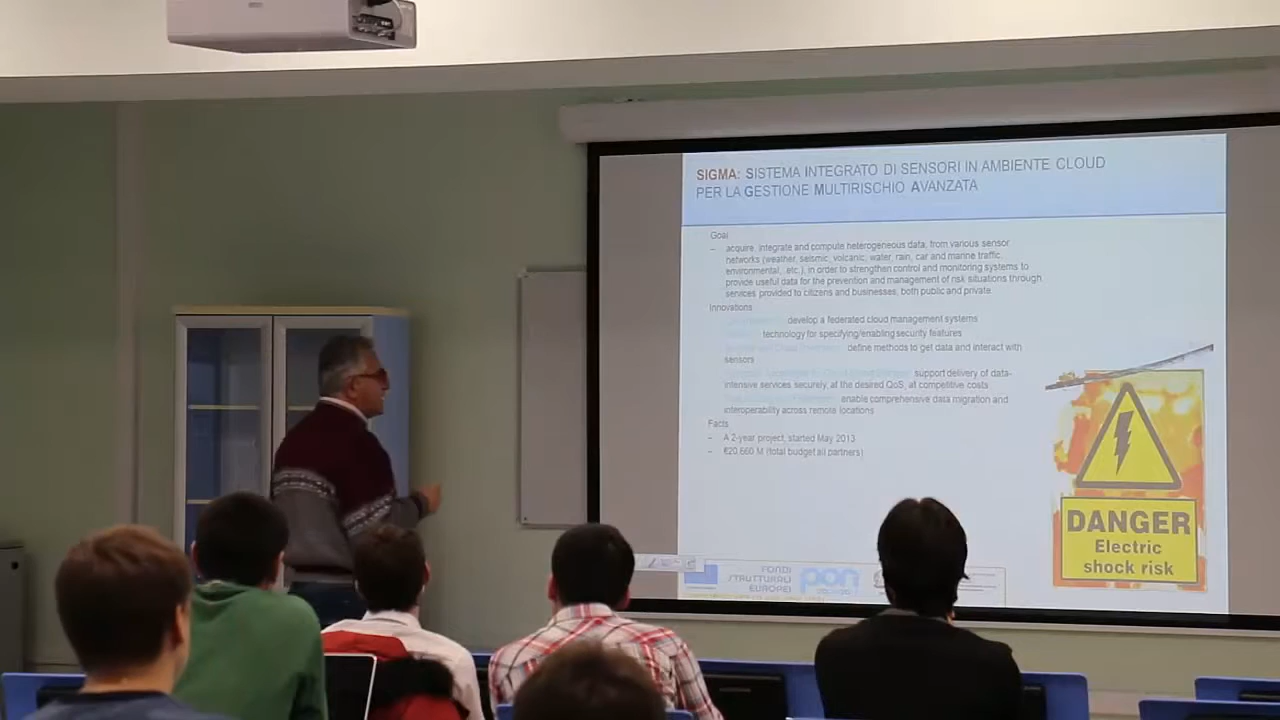 SIGMA: SISTEMA INTEGRATO DI SENSORI IN AMBIENTE CLOUD
PER LA GESTIONE MULTIRISCHIO AVANZATA
Goal
– acquire, integrate and compute heterogeneous data, from various sensor
networks (weather, seismic, volcanic, water, rain, car and marine traffic,
environmental, .etc.), in order to strengthen control and monitoring systems to
provide useful data for the prevention and management of risk situations through
services provided to citizens and businesses, both public and private.
Innovations
develop a federated cloud management systems
technology for specifying/enabling security features
define methods to get data and interact with
sensors
support delivery of data-
intensive services securely, at the desired QoS, at competitive costs
enable comprehensive data migration and
interoperability across remote locations
Facts
– A 2-year project, started May 2013
– €20.660 M (total budget all partners)
DANGER
Electric
shock risk
FONDI
STRUTTURALI
EUROPEI
pon